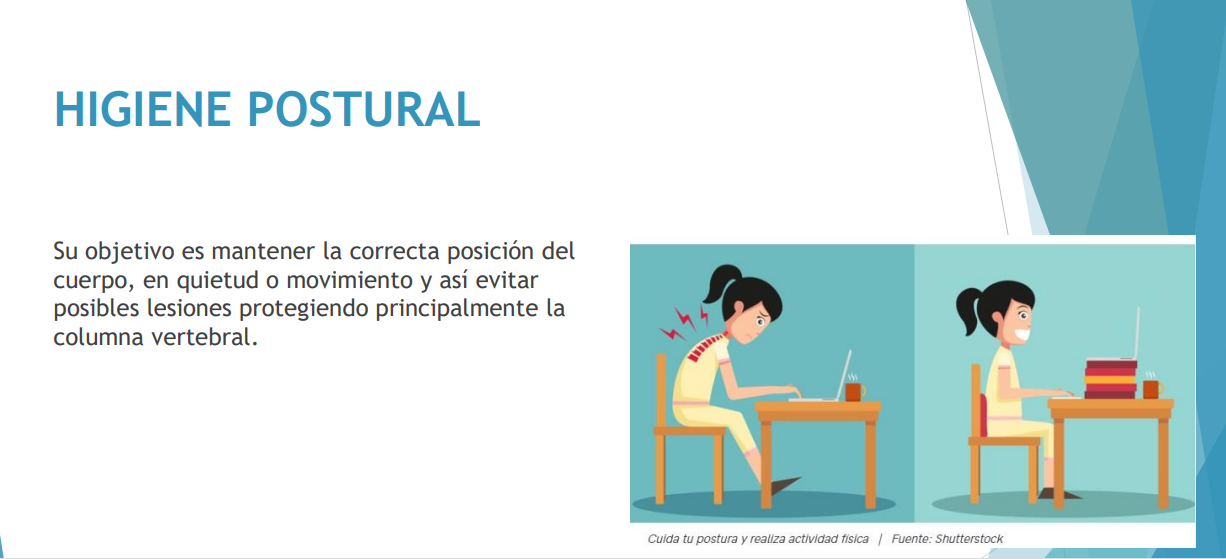 HIGIENE POSTURAL
Su objetivo es mantener la correcta posición del
cuerpo, en quietud o movimiento y así evitar
posibles lesiones protegiendo principalmente la
columna vertebral.
Cuida tu postura y realiza actividad física | Fuente: Shutterstock